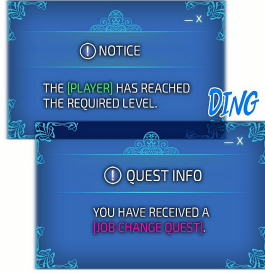 — X
! NOTICE
THE [PLAYER] HAS REACHED
THE REQUIRED LEVEL.
DING
— X
! QUEST INFO
YOU HAVE RECEIVED A
[JOB CHANGE QUEST].